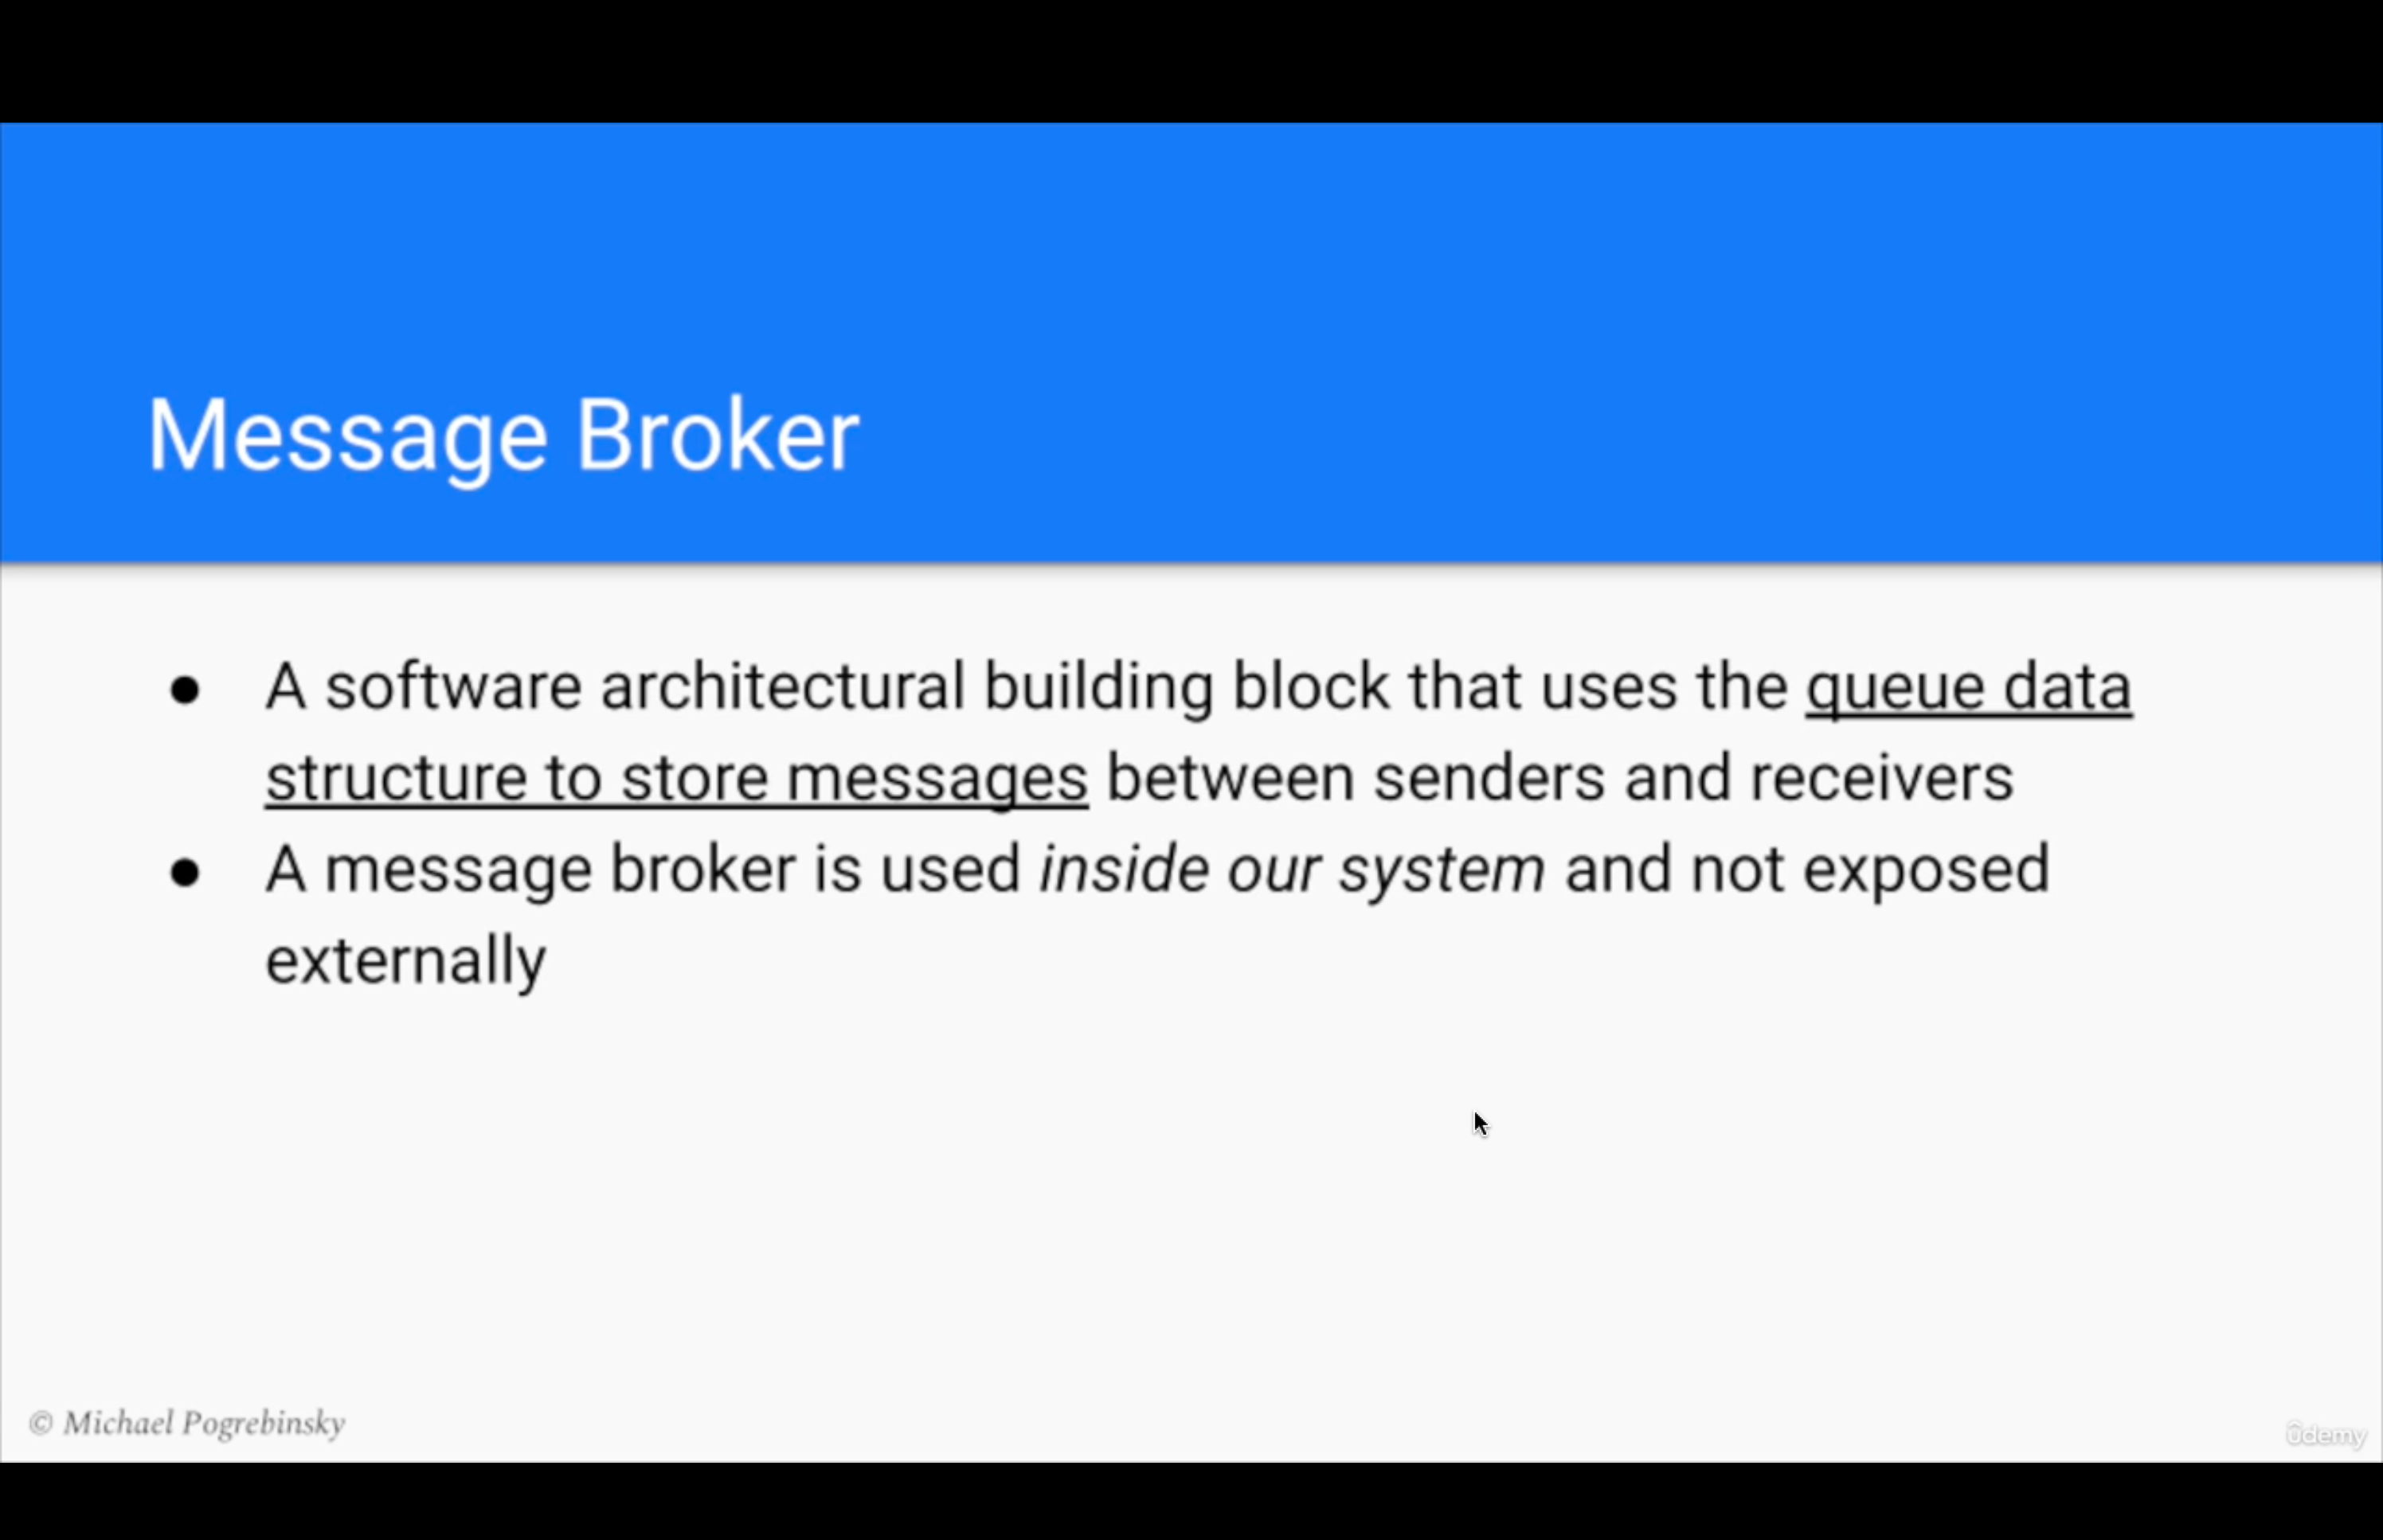 Message Broker
● A software architectural building block that uses the queue data
structure to store messages between senders and receivers
● A message broker is used inside our system and not exposed
externally
© Michael Pogrebinsky
ûdemy